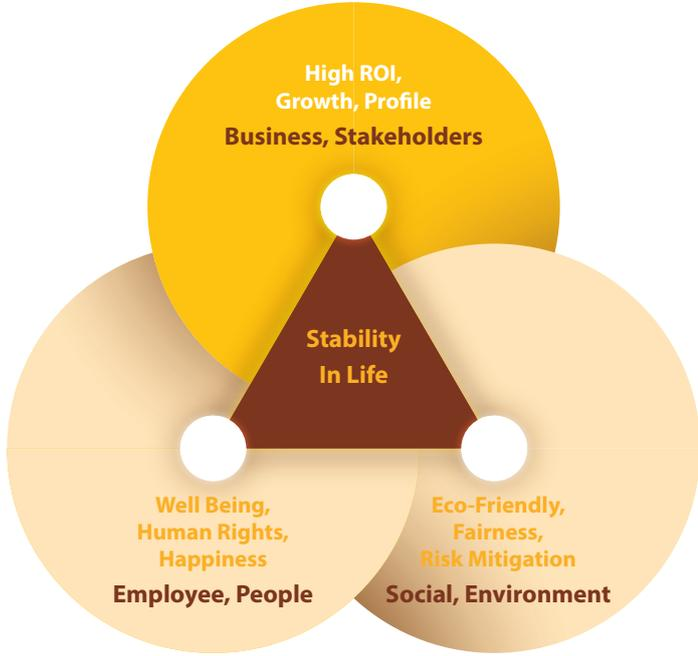 High ROI,
Growth, Profile
Business, Stakeholders
Stability
In Life
Well Being,
Human Rights,
Happiness
Employee, People
Eco-Friendly,
Fairness,
Risk Mitigation
Social, Environment